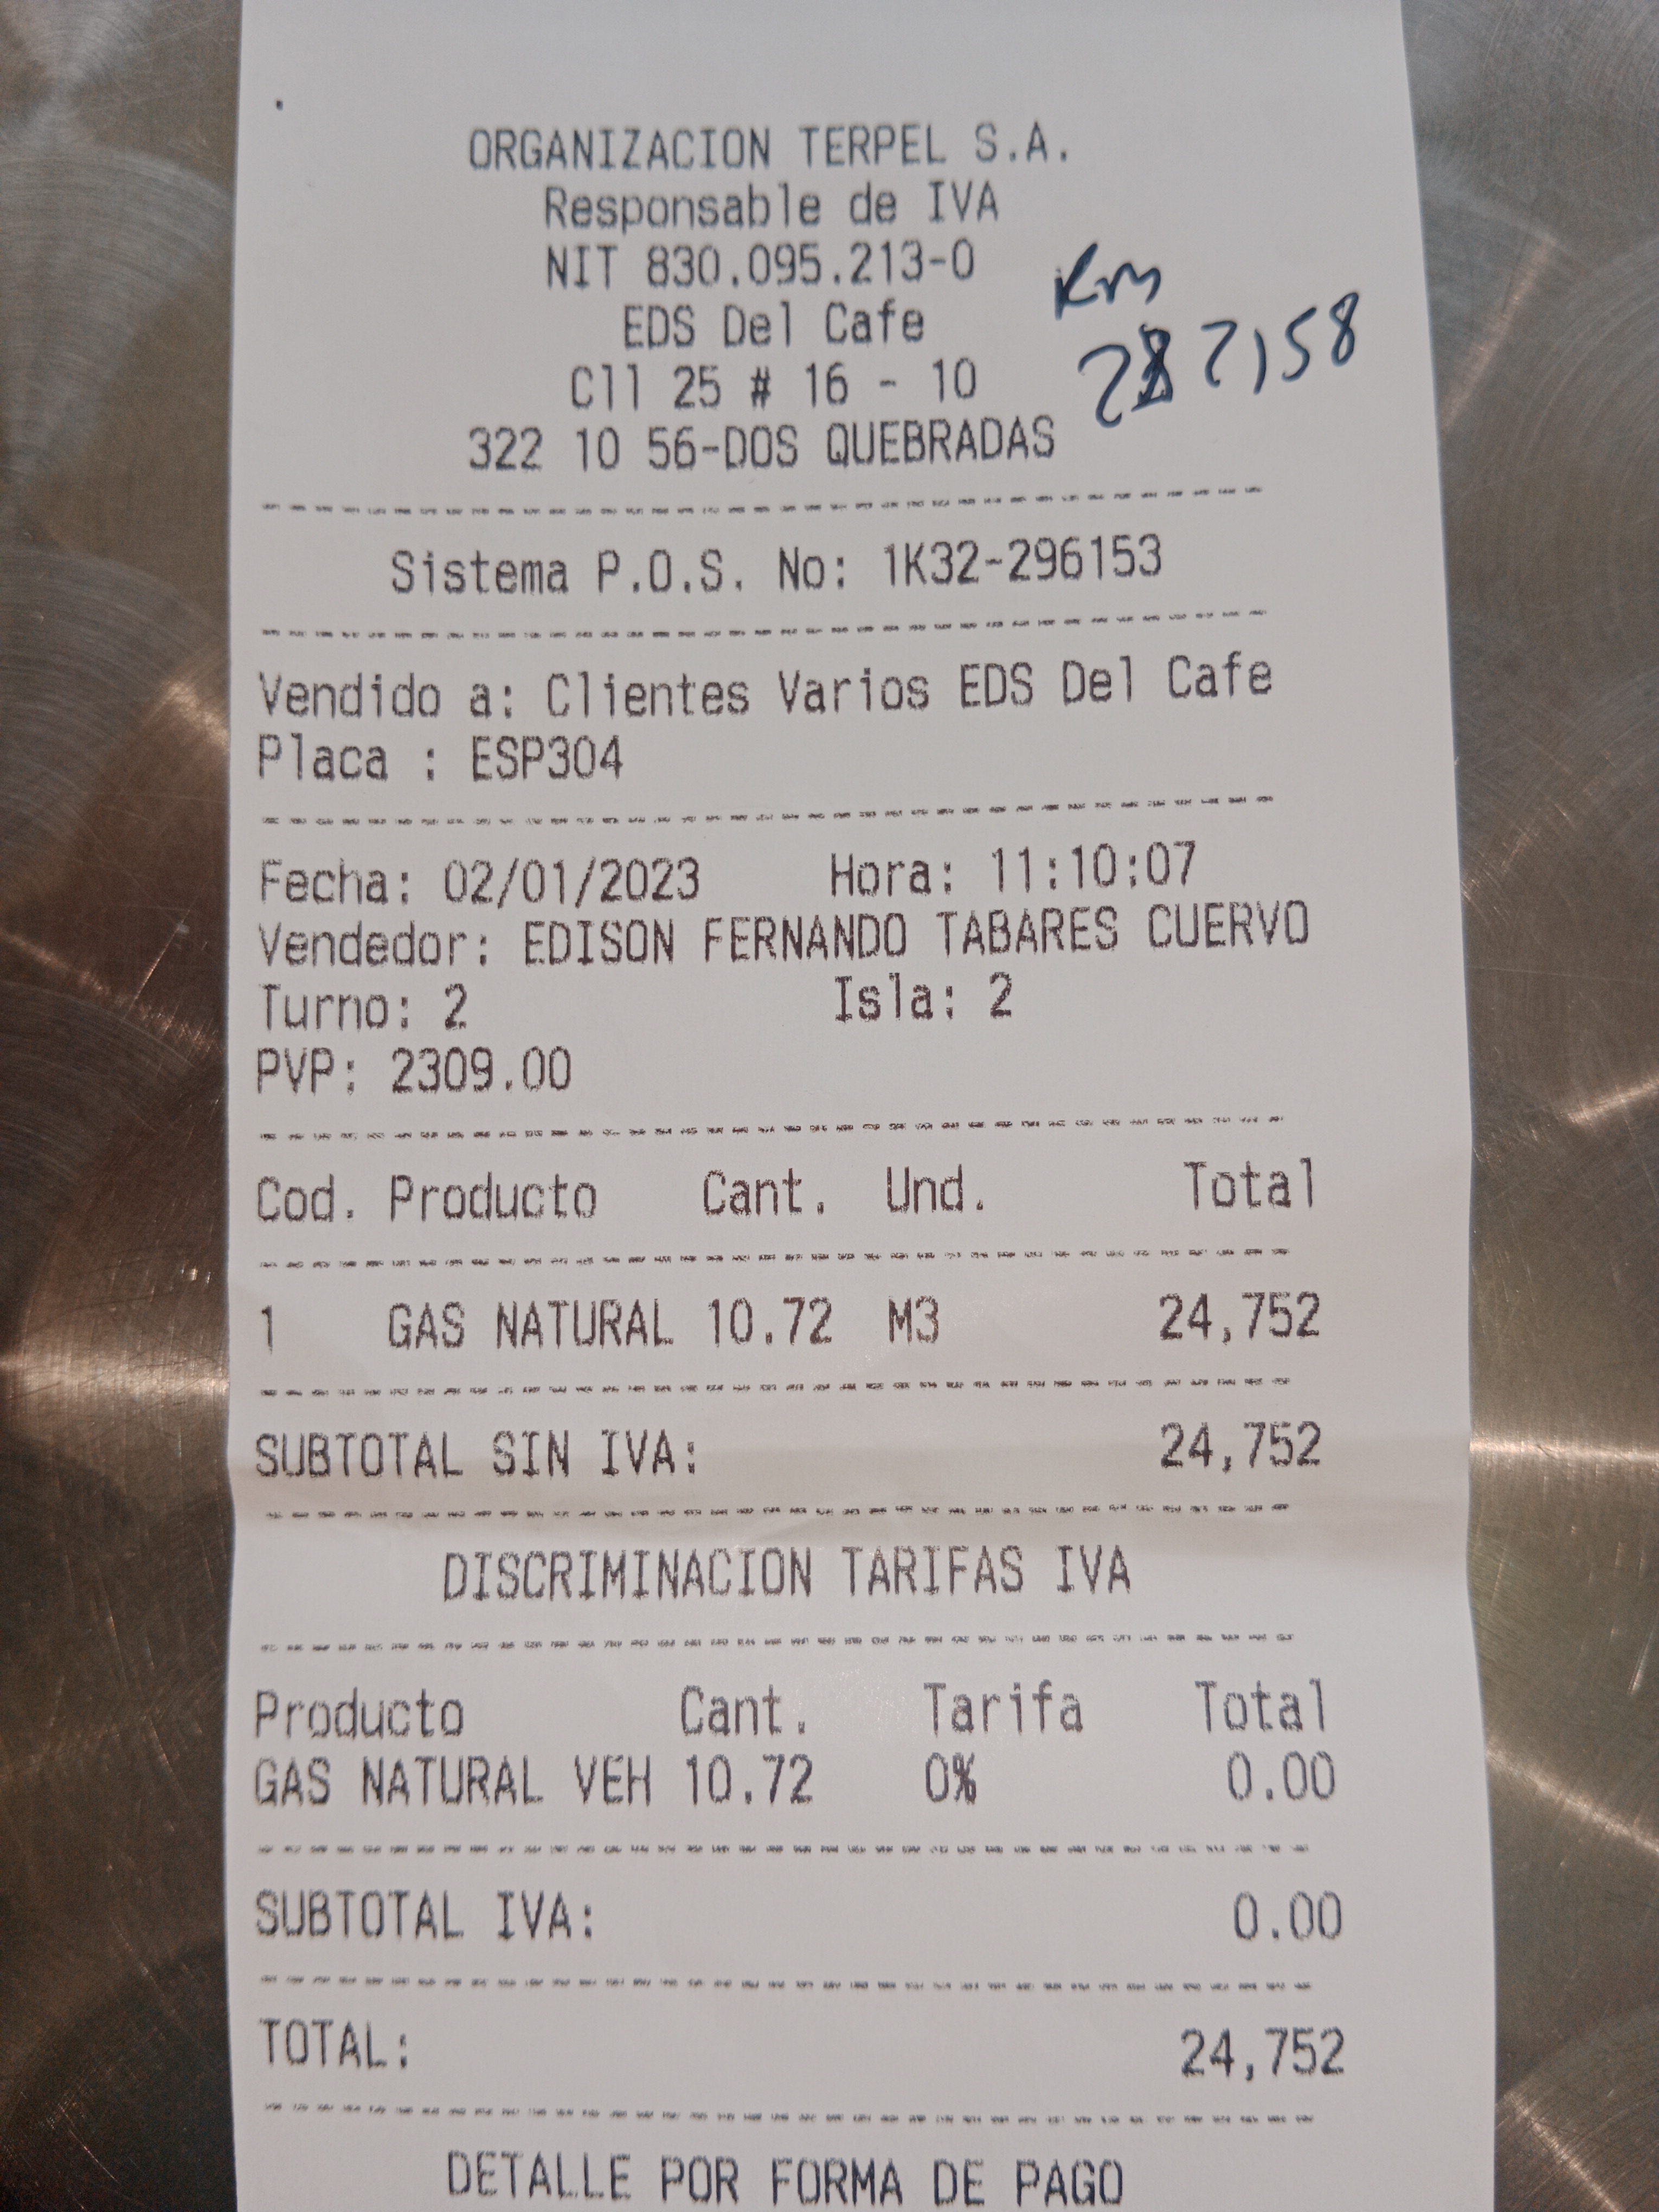 ORGANIZACION TERPEL S.A.
Responsable de IVA
NIT 830.095.213-0
EDS Del Cafe
Km
Cll 25 # 16 - 10
322 10 56-DOS QUEBRADAS
Sistema P.O.S. No: 1K32-296153
Vendido a: Clientes Varios EDS Del Cafe
Placa : ESP304
Fecha: 02/01/2023 Hora: 11:10:07
Vendedor: EDISON FERNANDO TABARES CUERVO
Turno: 2 Isla: 2
PVP: 2309.00
Cod. Producto Cant. Und. Total
1 GAS NATURAL 10.72 M3 24,752
SUBTOTAL SIN IVA: 24,752
DISCRIMINACION TARIFAS IVA
Producto Cant. Tarifa Total
GAS NATURAL VEH 10.72 0% 0.00
SUBTOTAL IVA: 0.00
TOTAL: 24,752
DETALLE POR FORMA DE PAGO